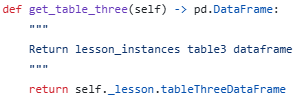 def get_table_three(self) -> pd.DataFrame:
    """
    Return lesson_instances table3 dataframe
    """
    return self._lesson.tableThreeDataFrame